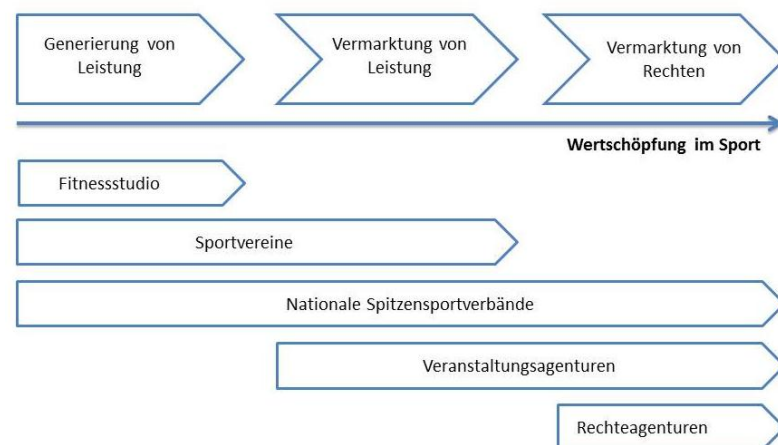 Generierung von
Leistung
Vermarktung von
Leistung
Vermarktung von
Rechten
Wertschöpfung im Sport
Fitnessstudio
Sportvereine
Nationale Spitzensportverbände
Veranstaltungsagenturen
Rechteagenturen